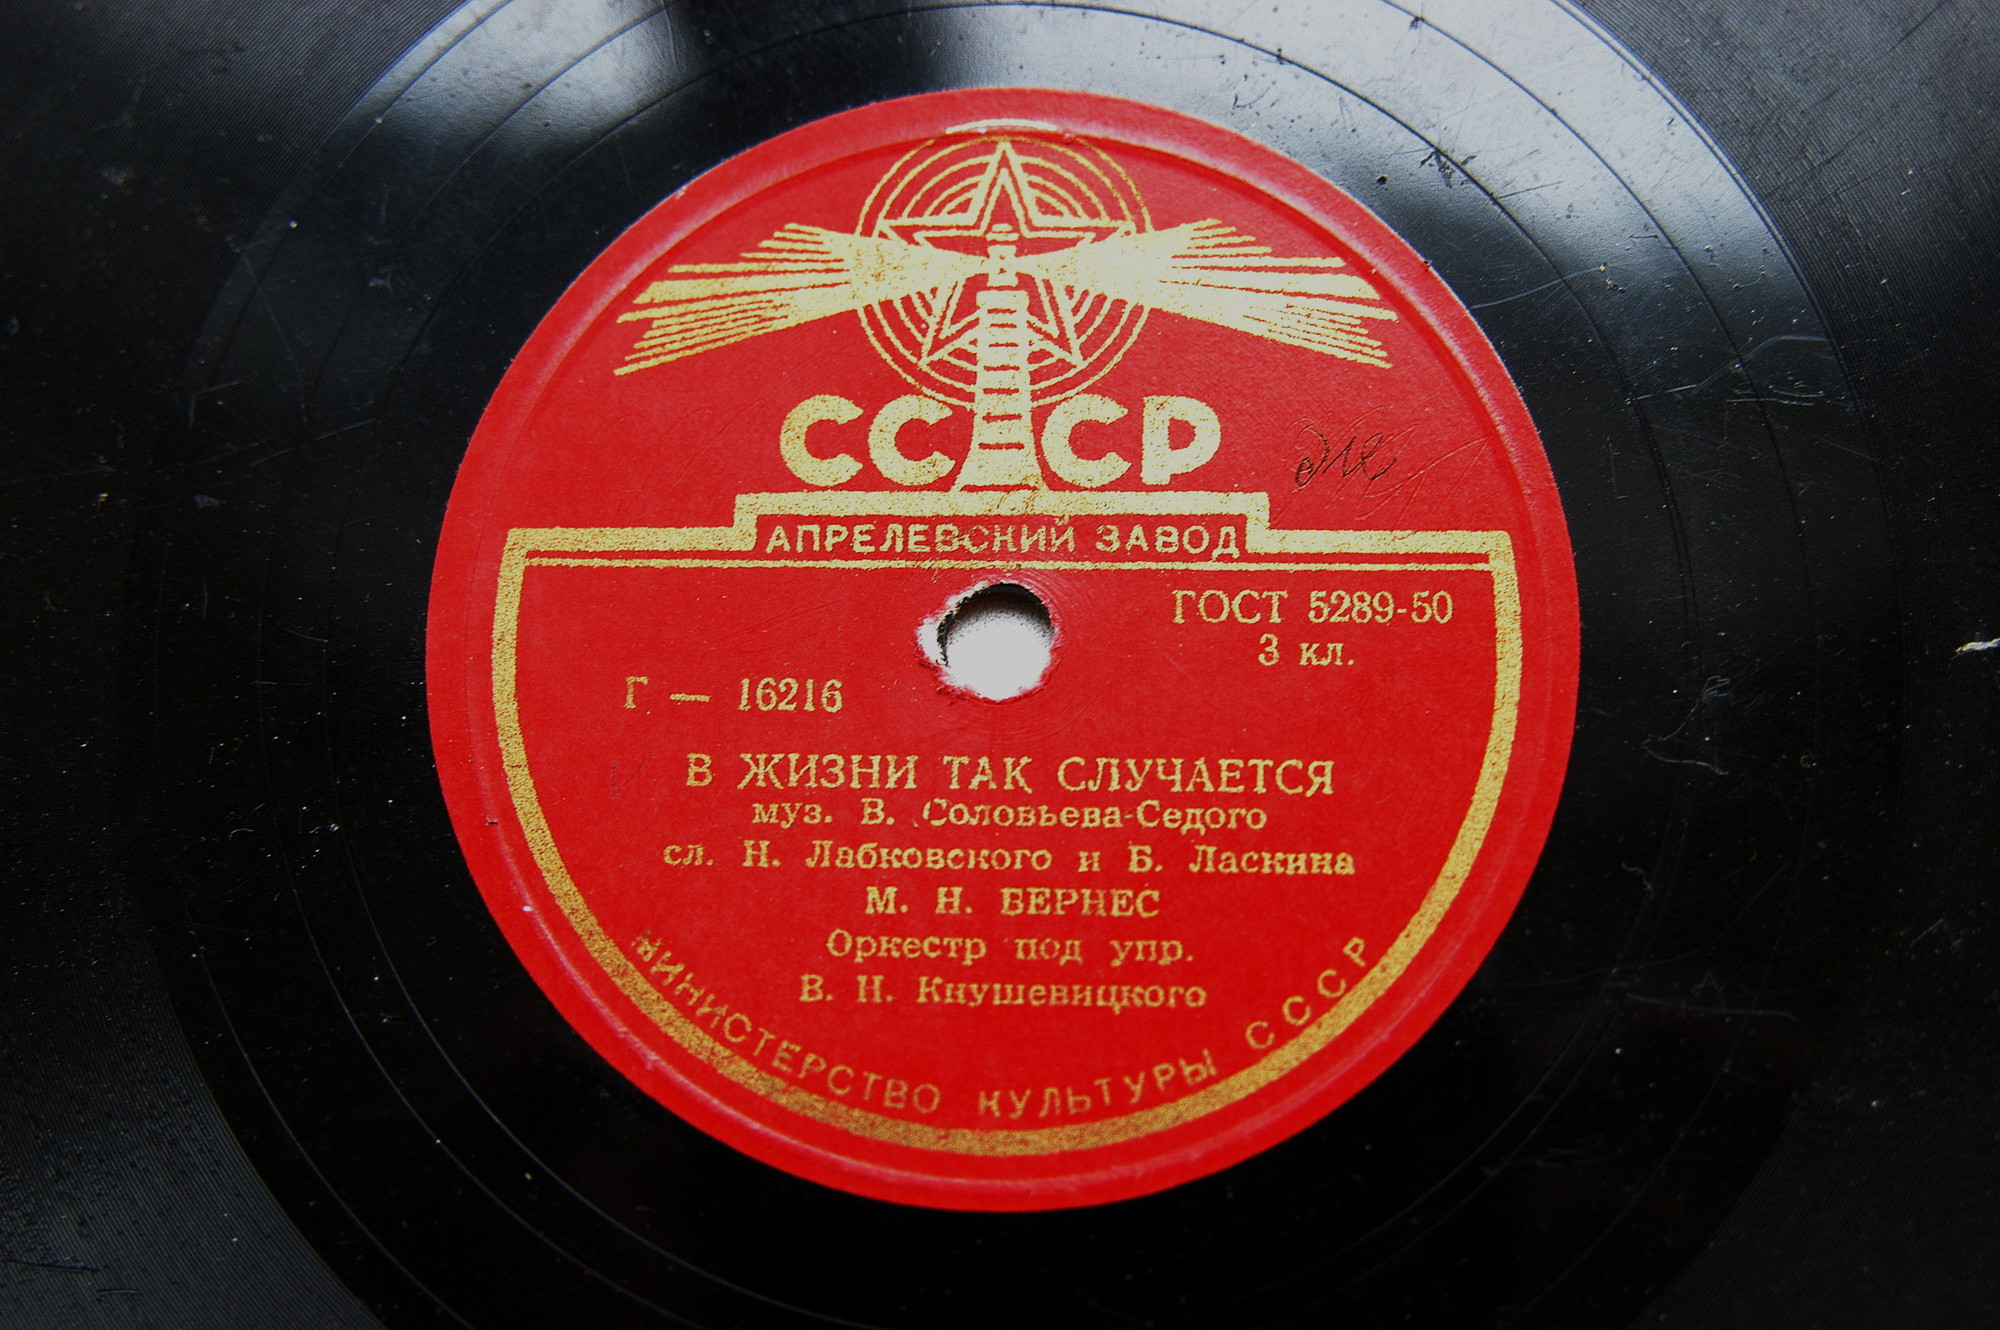 СССР
АПРЕЛЕВСКИЙ ЗАВОД
ГОСТ 5289-50
3 кл.
Г — 16216
В ЖИЗНИ ТАК СЛУЧАЕТСЯ
муз. В. Соловьева-Седого
сл. Н. Лабковского и Б. Ласкина
М. Н. БЕРНЕС
Оркестр под упр.
В. Н. Кнушевицкого
МИНИСТЕРСТВО КУЛЬТУРЫ СССР